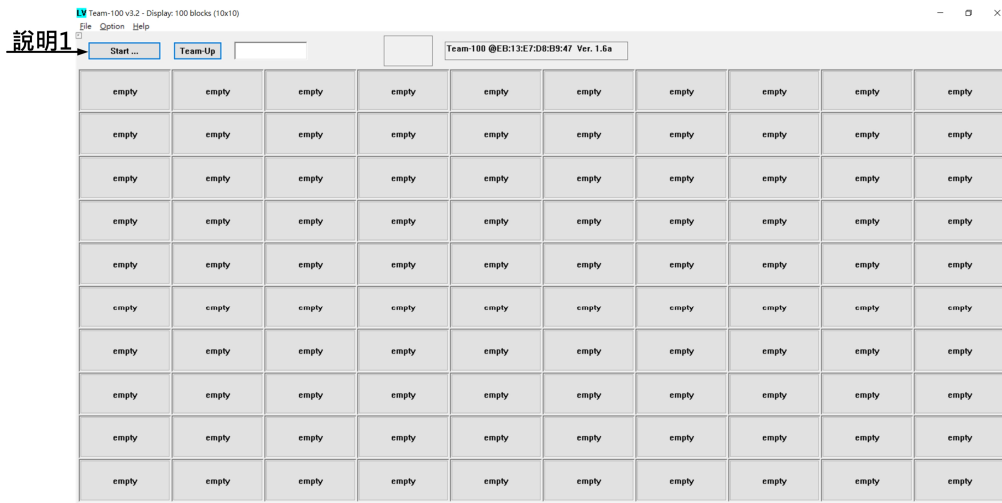 LV Team-100 v3.2 - Display: 100 blocks (10x10)
File Option Help
說明1
Start ... Team-Up Team-100 @EB:13:E7:D8:B9:47 Ver. 1.6a
empty empty empty empty empty empty empty empty empty empty
empty empty empty empty empty empty empty empty empty empty
empty empty empty empty empty empty empty empty empty empty
empty empty empty empty empty empty empty empty empty empty
empty empty empty empty empty empty empty empty empty empty
empty empty empty empty empty empty empty empty empty empty
empty empty empty empty empty empty empty empty empty empty
empty empty empty empty empty empty empty empty empty empty
empty empty empty empty empty empty empty empty empty empty
empty empty empty empty empty empty empty empty empty empty